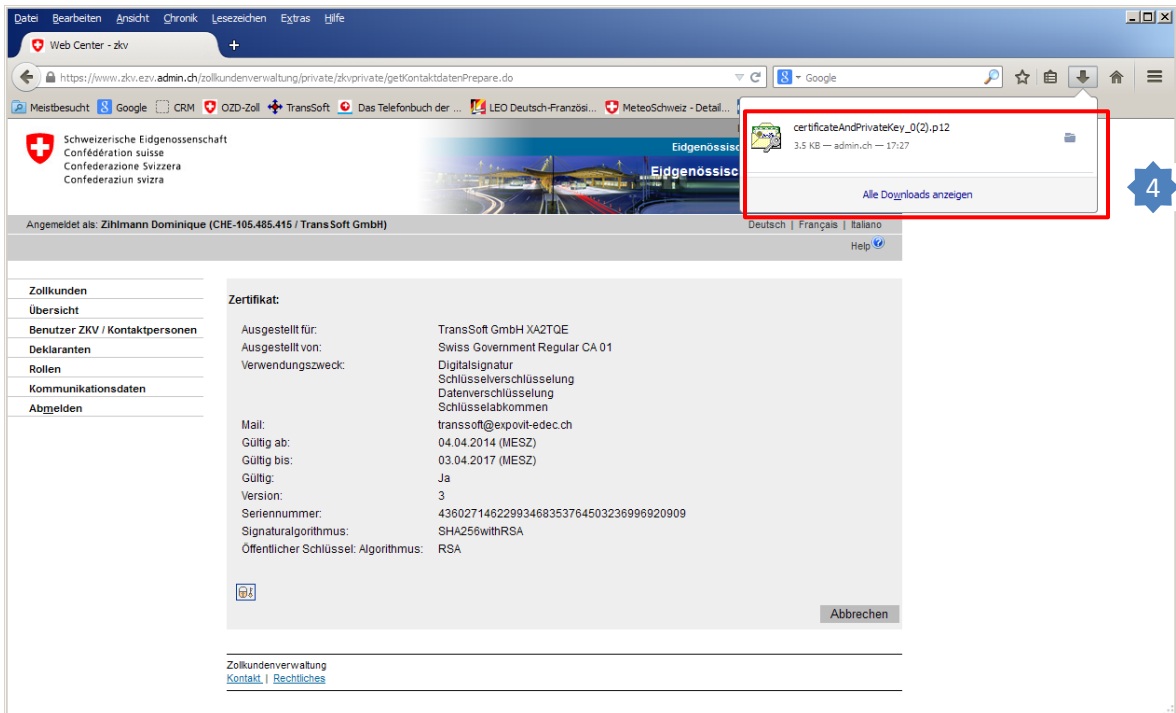 Datei Bearbeiten Ansicht Chronik Lesezeichen Extras Hilfe
Web Center - zkv
https://www.zkv.ezv.admin.ch/zollkundenverwaltung/private/zkvprivate/getKontaktdatenPrepare.do
Google
Meistbesucht Google CRM OZD-Zoll TransSoft Das Telefonbuch der ... LEO Deutsch-Französi... MeteoSchweiz - Detail...
certificateAndPrivateKey_0(2).p12
3.5 KB — admin.ch — 17:27
Alle Downloads anzeigen
4
Schweizerische Eidgenossenschaft
Confédération suisse
Confederazione Svizzera
Confederaziun svizra
Angemeldet als: Zihlmann Dominique (CHE-105.485.415 / TransSoft GmbH)
Deutsch | Français | Italiano
Help
Zollkunden
Übersicht
Benutzer ZKV / Kontaktpersonen
Deklaranten
Rollen
Kommunikationsdaten
Abmelden
Zertifikat:
Ausgestellt für: TransSoft GmbH XA2TQE
Ausgestellt von: Swiss Government Regular CA 01
Verwendungszweck: Digitalsignatur
Schlüsselverschlüsselung
Datenverschlüsselung
Schlüsselabkommen
Mail: transsoft@expovit-edec.ch
Gültig ab: 04.04.2014 (MESZ)
Gültig bis: 03.04.2017 (MESZ)
Gültig: Ja
Version: 3
Seriennummer: 43602714622993468353764503236996920909
Signaturalgorithmus: SHA256withRSA
Öffentlicher Schlüssel: Algorithmus: RSA
Abbrechen
Zollkundenverwaltung
Kontakt | Rechtliches